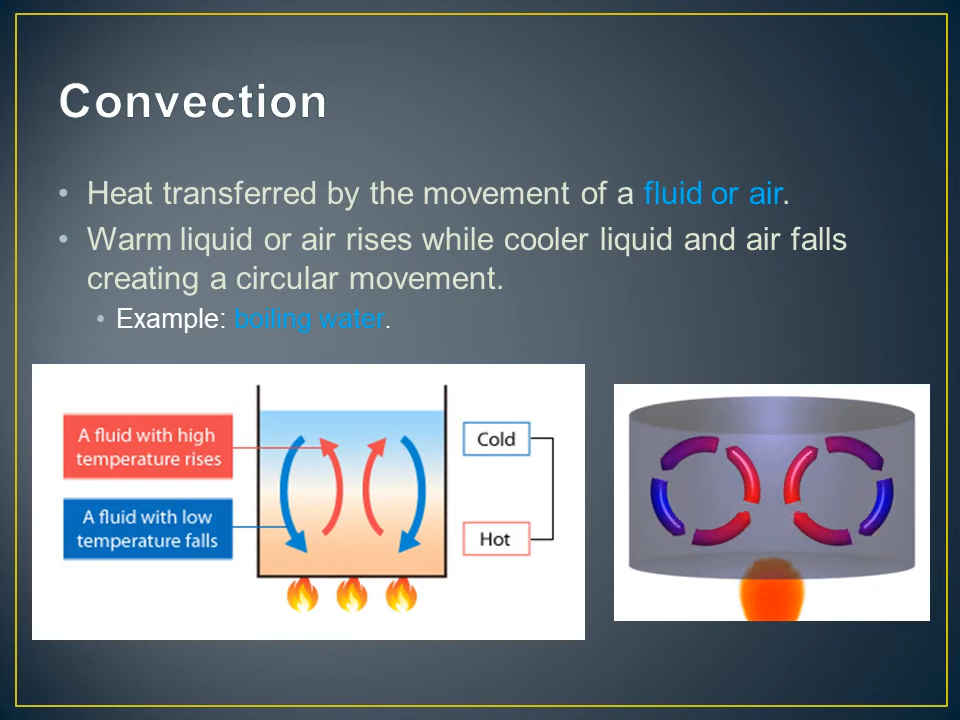 Convection
• Heat transferred by the movement of a fluid or air.
• Warm liquid or air rises while cooler liquid and air falls
creating a circular movement.
• Example: boiling water.
A fluid with high
temperature rises
A fluid with low
temperature falls
Cold
Hot